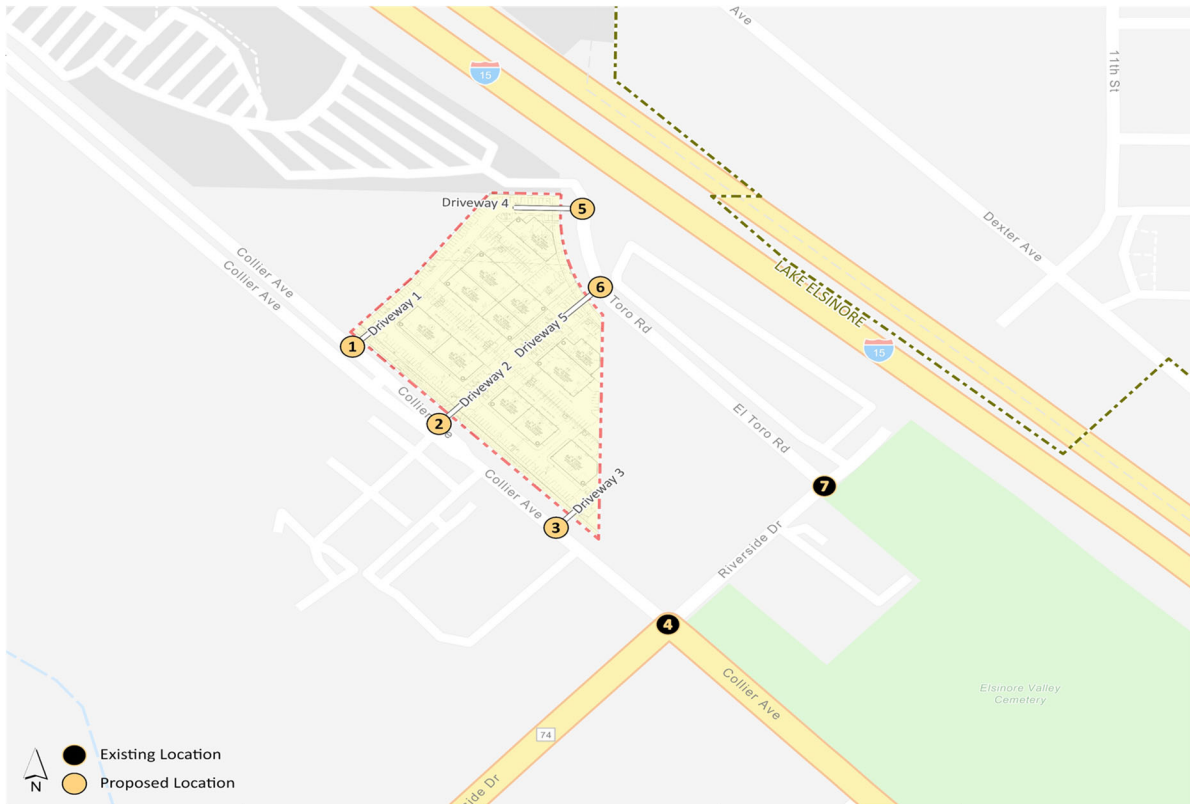 Ave
15
11th St
Driveway 4
5
Dexter Ave
Collier Ave
Collier Ave
LAKE ELSINORE
6
Toro Rd
Driveway 1
1
Driveway 5
15
Driveway 2
Collier Ave
2
El Toro Rd
Driveway 3
Collier Ave
7
3
Riverside Dr
4
Collier Ave
Elsinore Valley
Cemetery
74
Existing Location
Proposed Location
N
side Dr